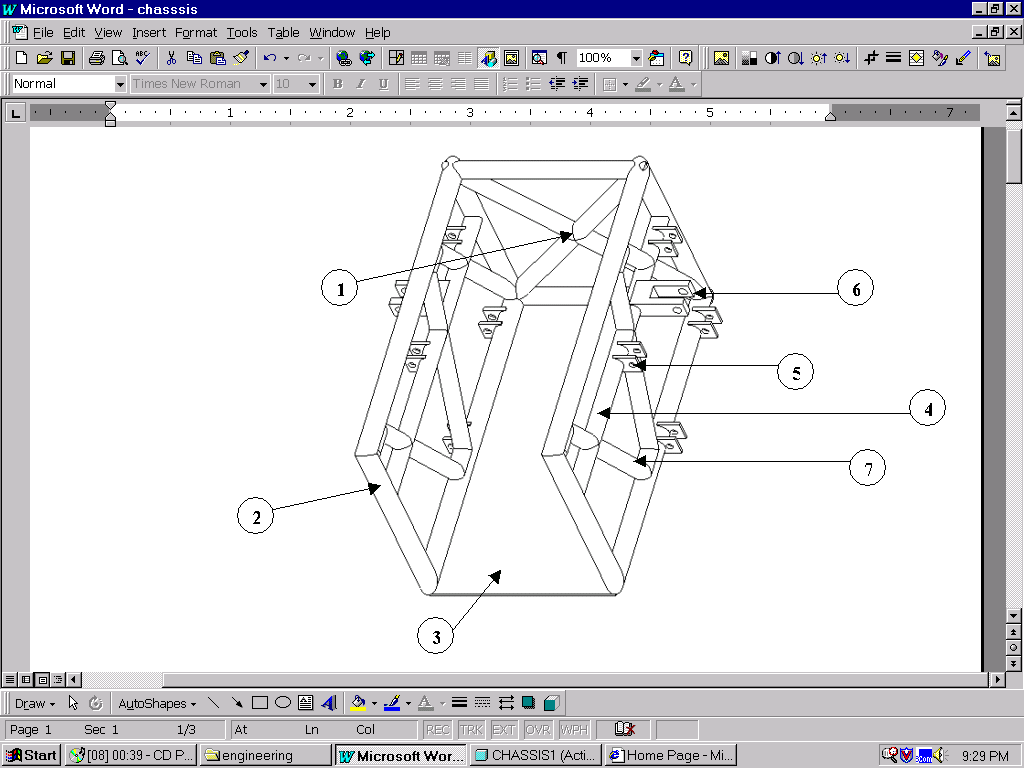 Microsoft Word - chasssis
File Edit View Insert Format Tools Table Window Help
100%
Normal Times New Roman 10 B I U
1 2 3 4 5 7
1
6
5
4
7
2
3
Draw AutoShapes
Page 1 Sec 1 1/3 At Ln Col REC TRK EXT OVR WPH
Start [08] 00:39 - CD P... engineering Microsoft Wor... CHASSIS1 (Acti... Home Page - Mi... 9:29 PM